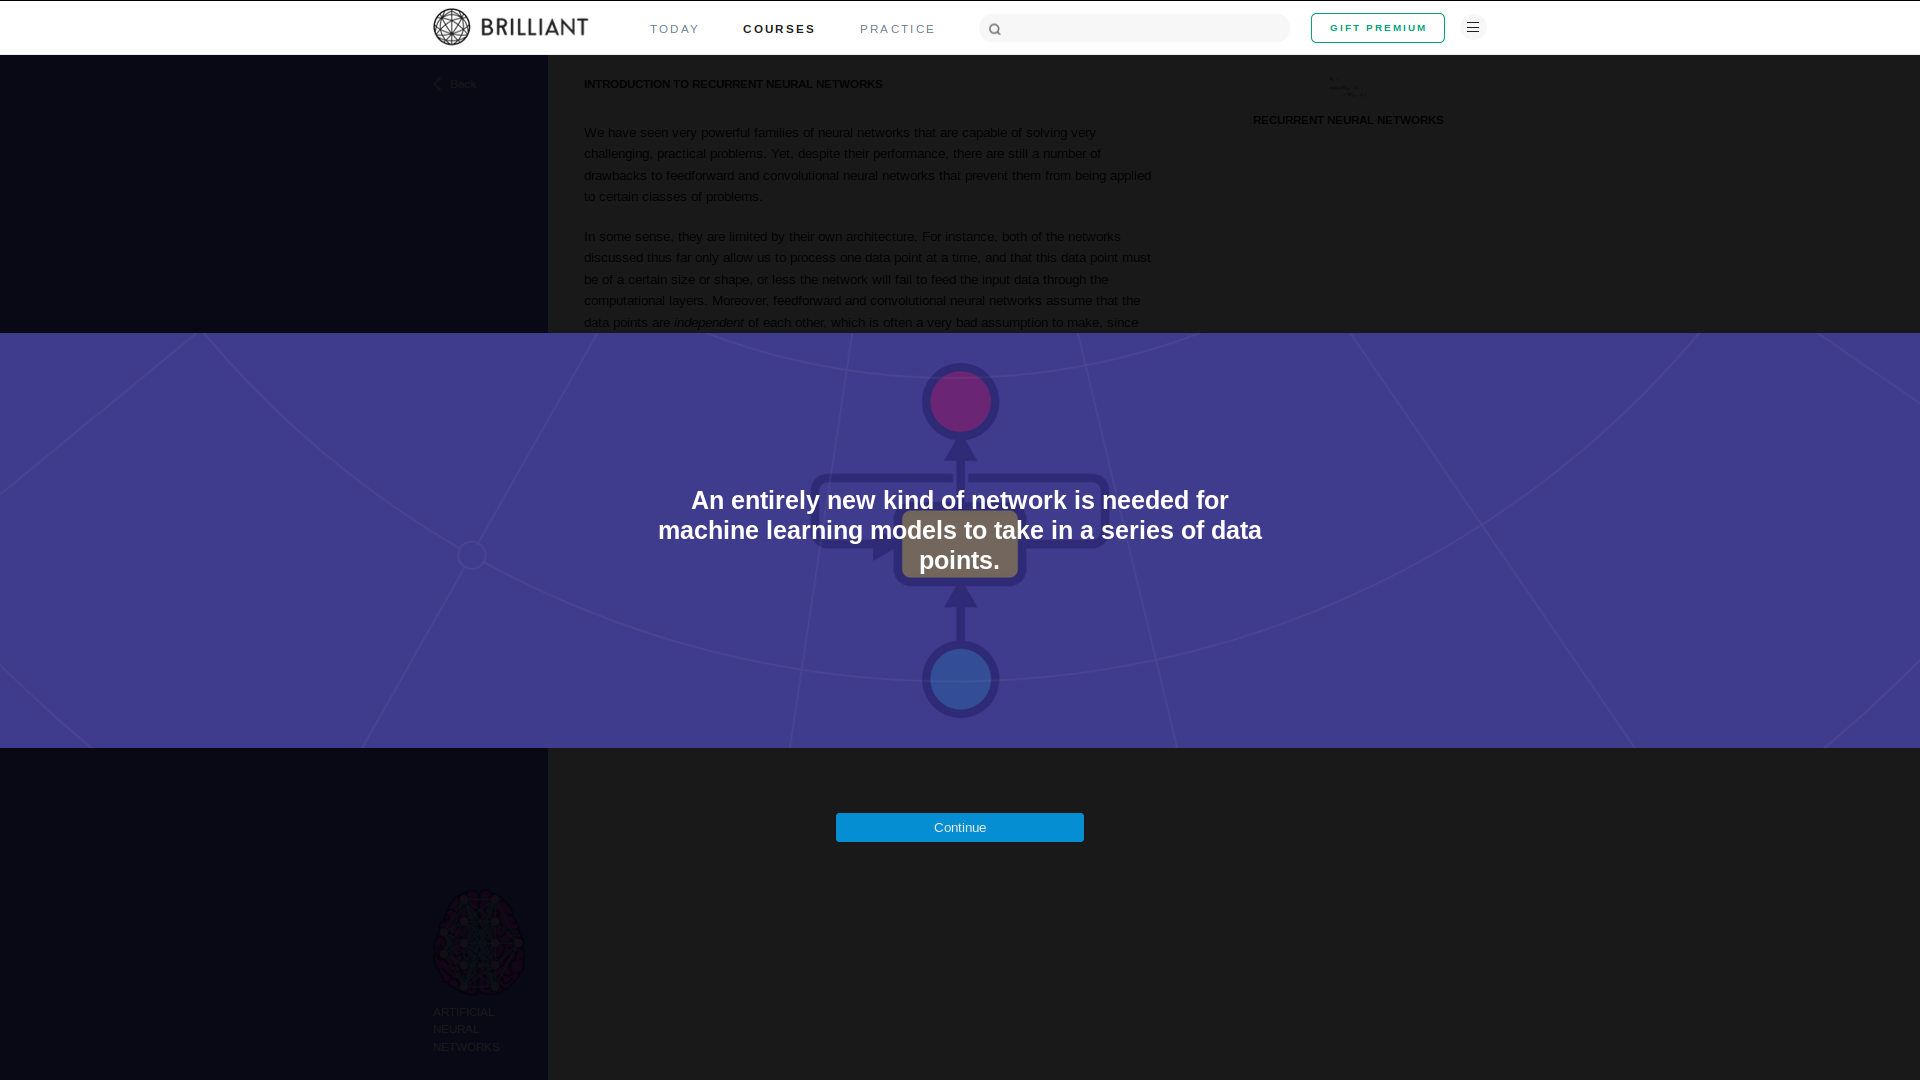 BRILLIANT
TODAY
COURSES
PRACTICE
GIFT PREMIUM
Back
INTRODUCTION TO RECURRENT NEURAL NETWORKS
RECURRENT NEURAL NETWORKS
We have seen very powerful families of neural networks that are capable of solving very
challenging, practical problems. Yet, despite their performance, there are still a number of
drawbacks to feedforward and convolutional neural networks that prevent them from being applied
to certain classes of problems.
In some sense, they are limited by their own architecture. For instance, both of the networks
discussed thus far only allow us to process one data point at a time, and that this data point must
be of a certain size or shape, or less the network will fail to feed the input data through the
computational layers. Moreover, feedforward and convolutional neural networks assume that the
data points are independent of each other, which is often a very bad assumption to make, since
An entirely new kind of network is needed for
machine learning models to take in a series of data
points.
Continue
ARTIFICIAL
NEURAL
NETWORKS